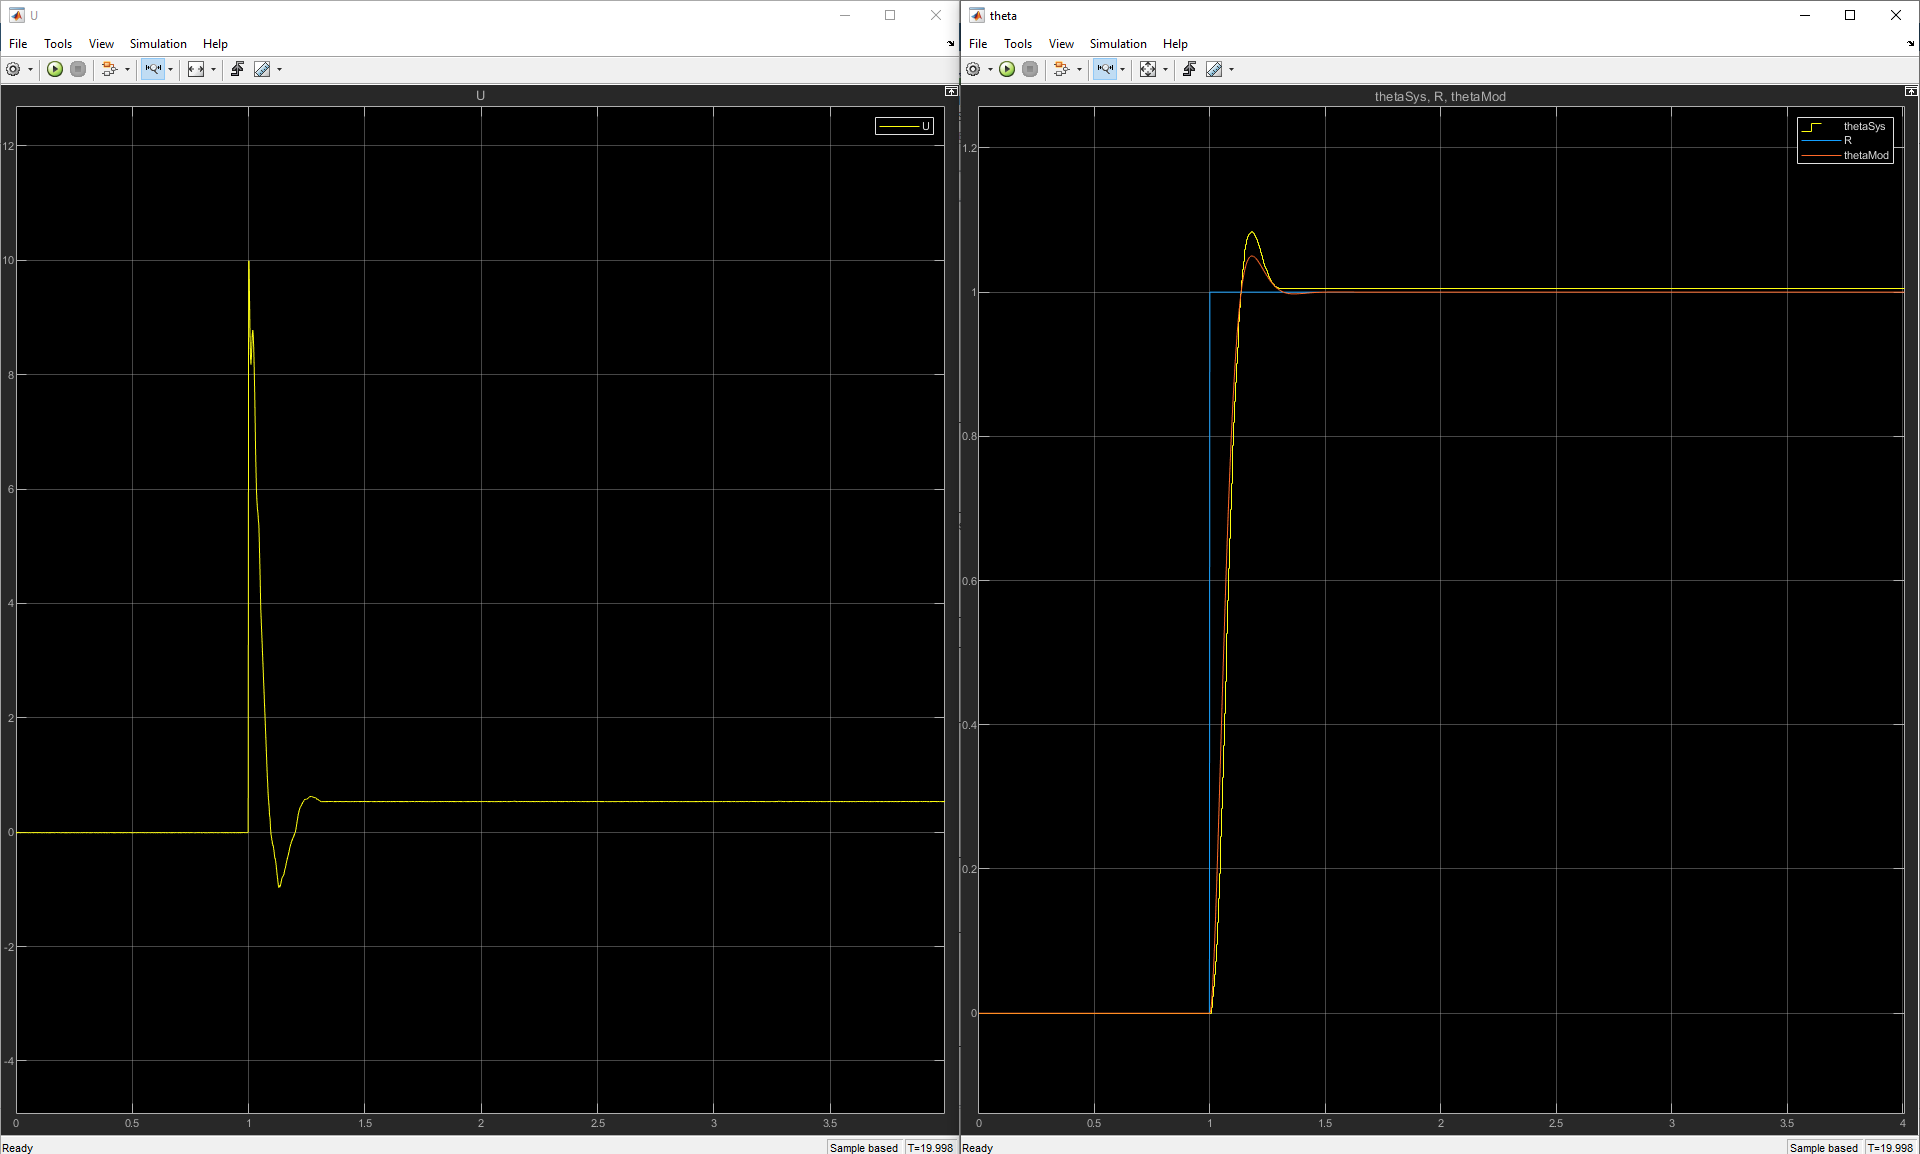 U
File Tools View Simulation Help
U
U
12
10
8
6
4
2
0
-2
-4
0 0.5 1 1.5 2 2.5 3 3.5
Ready Sample based T=19.998
theta
File Tools View Simulation Help
thetaSys, R, thetaMod
thetaSys
R
thetaMod
1.2
1
0.8
0.6
0.4
0.2
0
0 0.5 1 1.5 2 2.5 3 3.5 4
Ready Sample based T=19.998